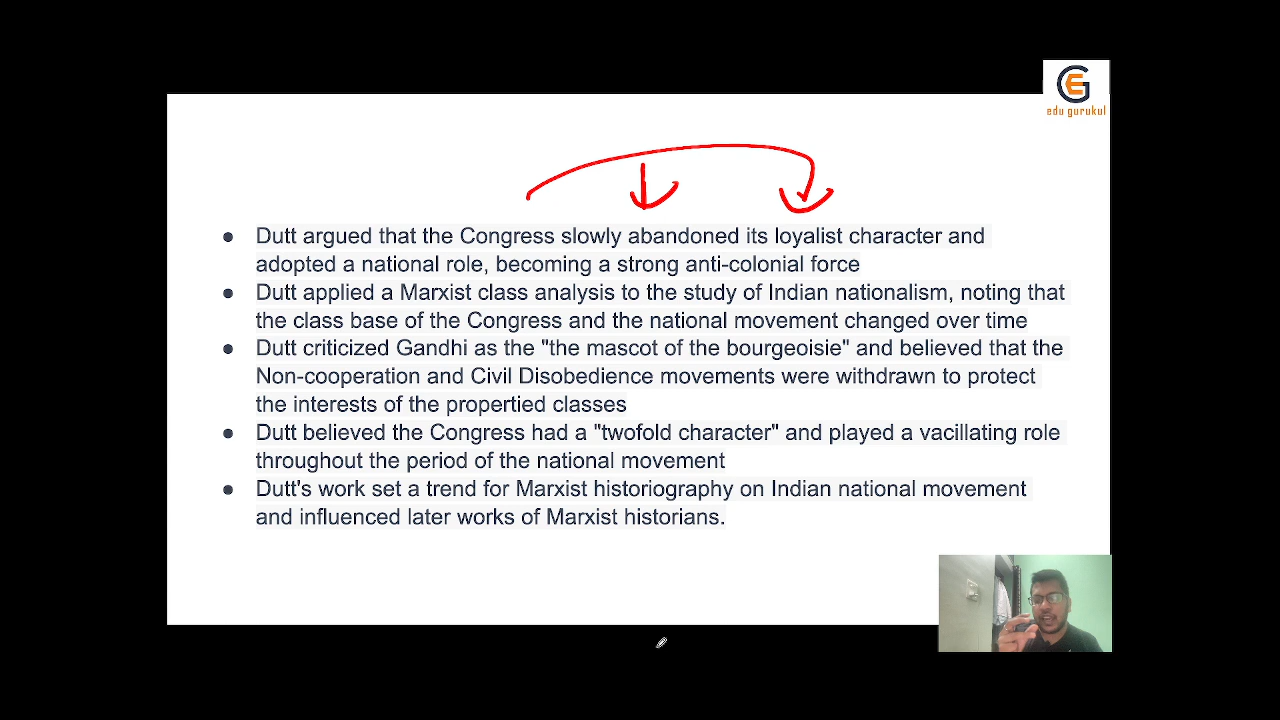 GE
edu gurukul
● Dutt argued that the Congress slowly abandoned its loyalist character and
adopted a national role, becoming a strong anti-colonial force
● Dutt applied a Marxist class analysis to the study of Indian nationalism, noting that
the class base of the Congress and the national movement changed over time
● Dutt criticized Gandhi as the "the mascot of the bourgeoisie" and believed that the
Non-cooperation and Civil Disobedience movements were withdrawn to protect
the interests of the propertied classes
● Dutt believed the Congress had a "twofold character" and played a vacillating role
throughout the period of the national movement
● Dutt's work set a trend for Marxist historiography on Indian national movement
and influenced later works of Marxist historians.